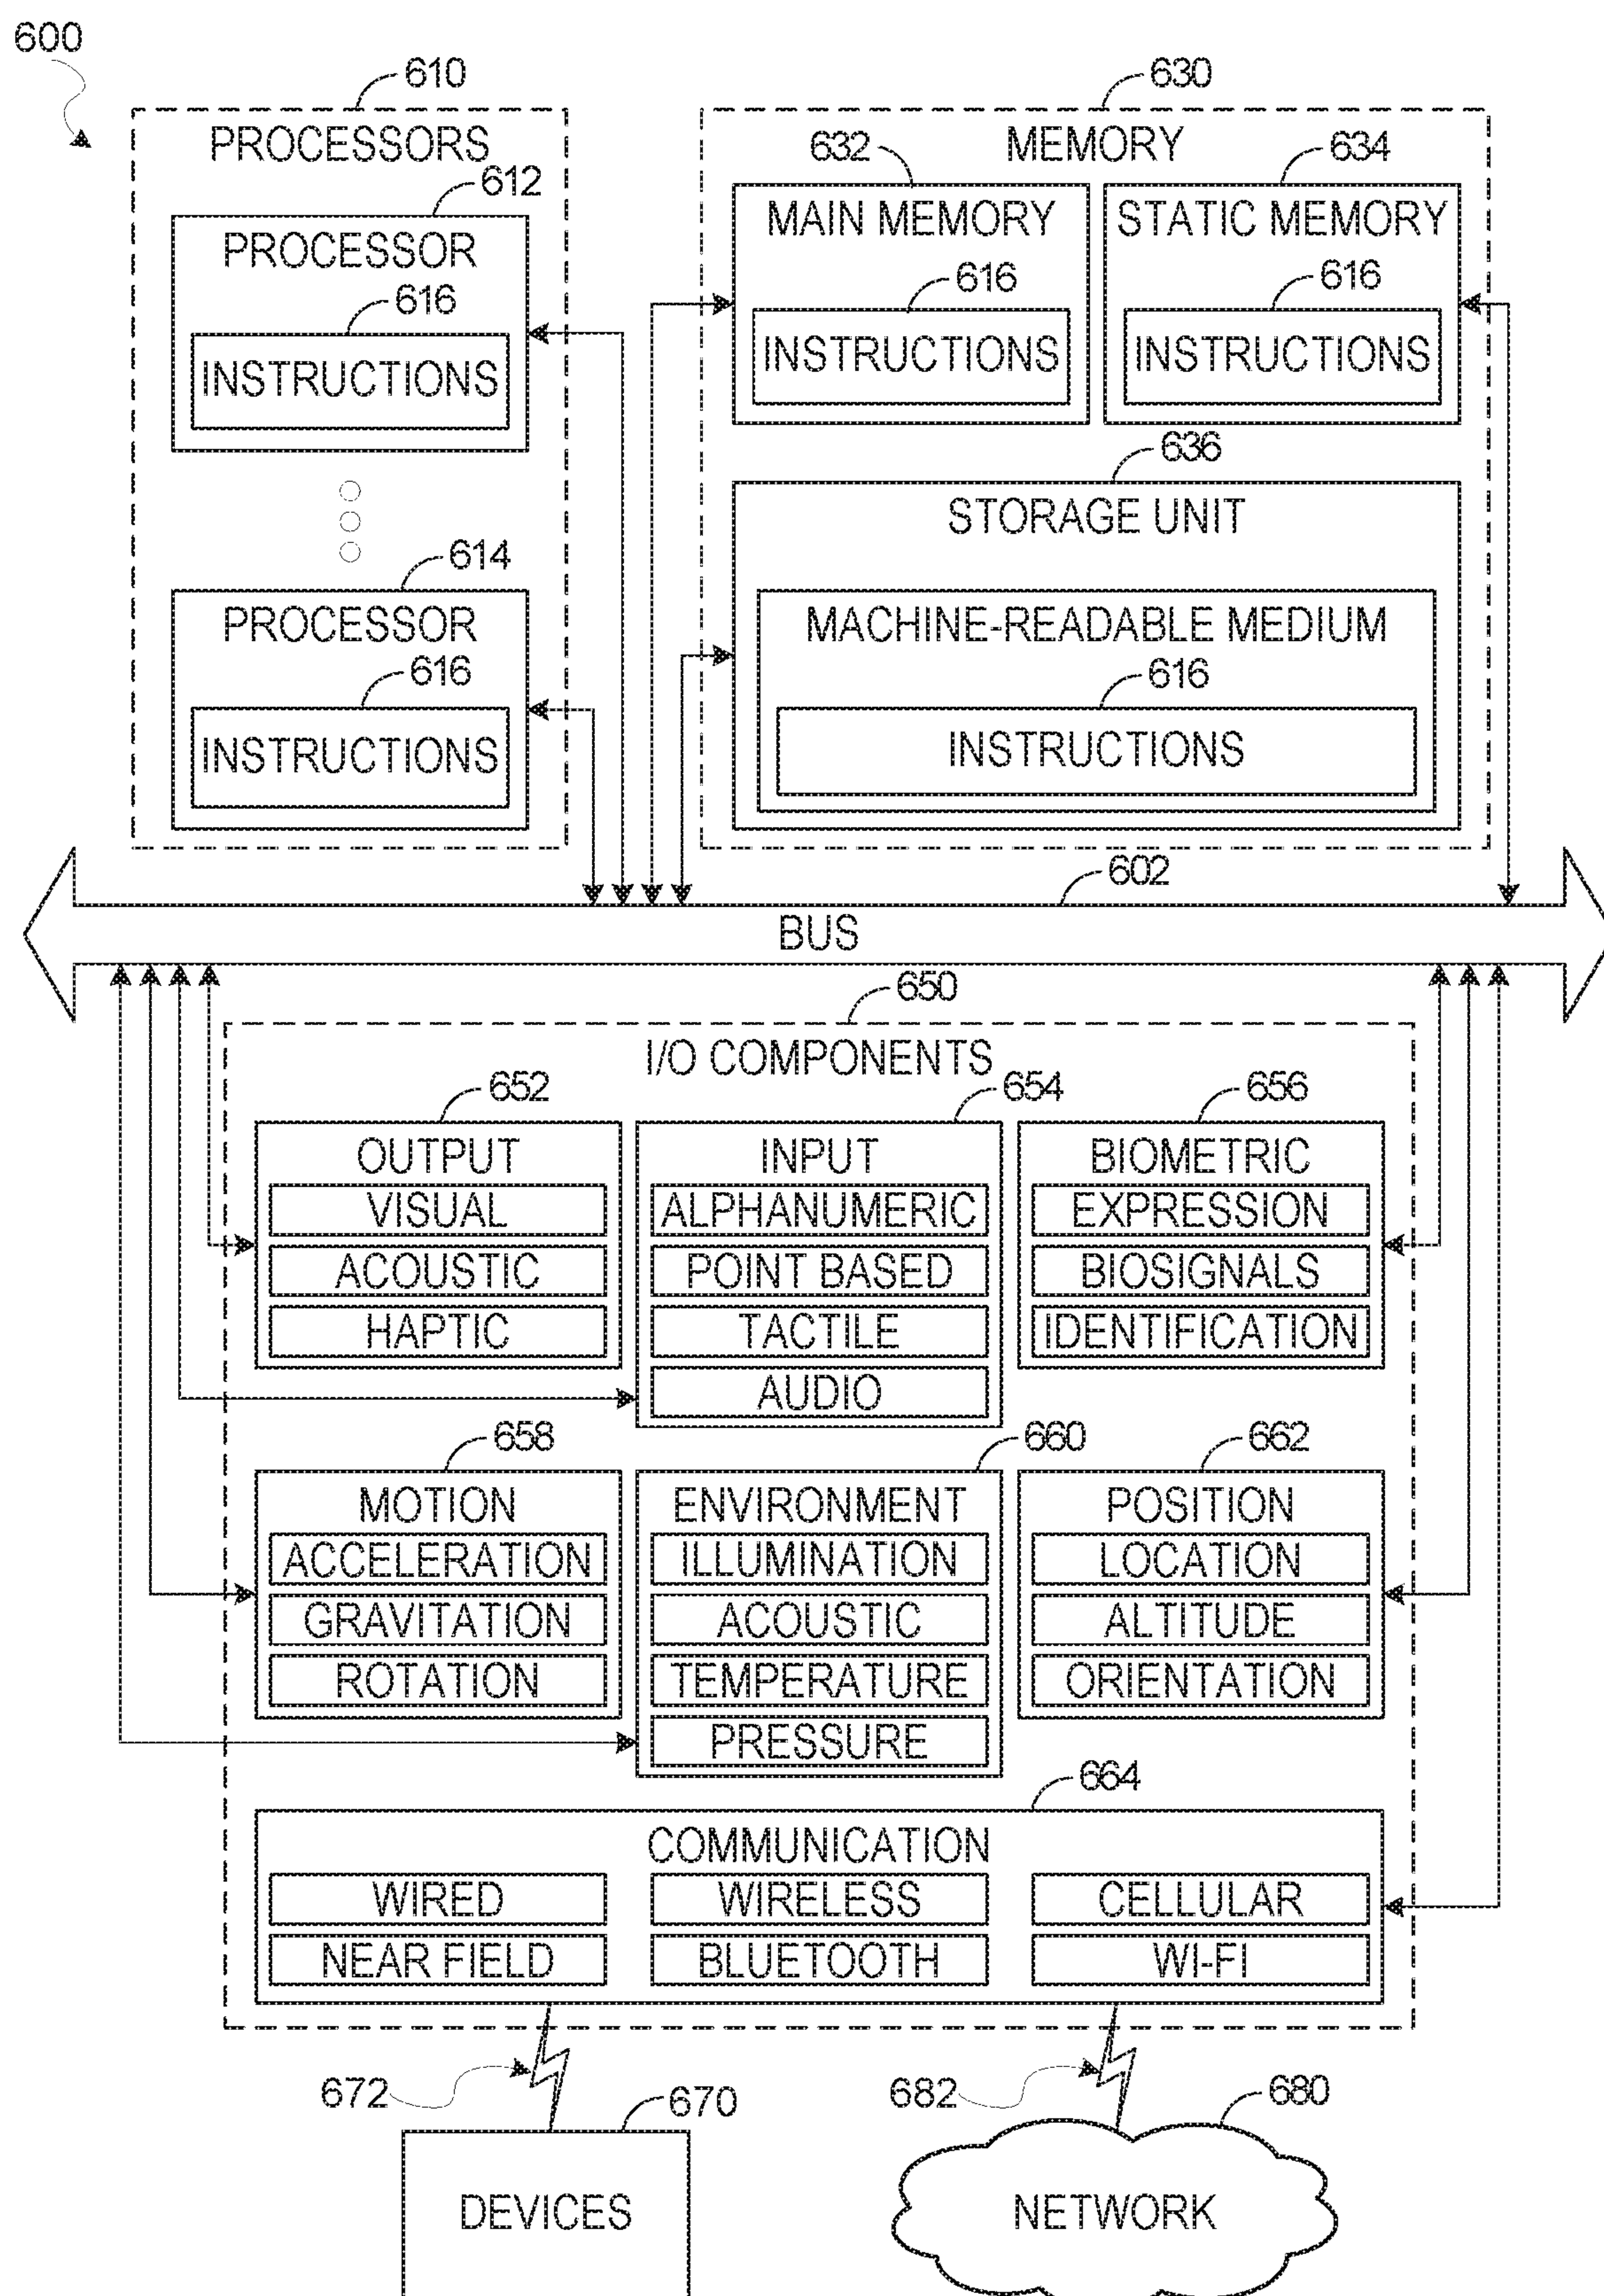 600
610
630
PROCESSORS
MEMORY
632
634
612
MAIN MEMORY
STATIC MEMORY
PROCESSOR
616
616
616
INSTRUCTIONS
INSTRUCTIONS
INSTRUCTIONS
636
STORAGE UNIT
614
PROCESSOR
MACHINE-READABLE MEDIUM
616
616
INSTRUCTIONS
INSTRUCTIONS
602
BUS
650
I/O COMPONENTS
652
654
656
OUTPUT
INPUT
BIOMETRIC
VISUAL
ALPHANUMERIC
EXPRESSION
ACOUSTIC
POINT BASED
BIOSIGNALS
HAPTIC
TACTILE
IDENTIFICATION
AUDIO
658
660
662
MOTION
ENVIRONMENT
POSITION
ACCELERATION
ILLUMINATION
LOCATION
GRAVITATION
ACOUSTIC
ALTITUDE
ROTATION
TEMPERATURE
ORIENTATION
PRESSURE
664
COMMUNICATION
WIRED
WIRELESS
CELLULAR
NEAR FIELD
BLUETOOTH
WI-FI
672
670
682
680
DEVICES
NETWORK